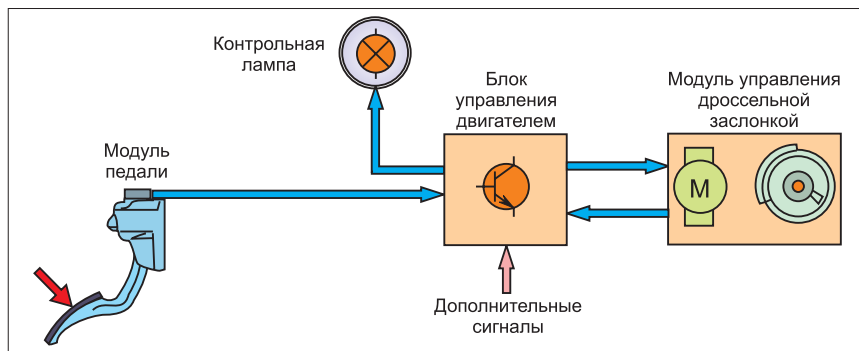 Контрольная
лампа
Блок
управления
двигателем
Модуль управления
дроссельной
заслонкой
Модуль
педали
М
Дополнительные
сигналы